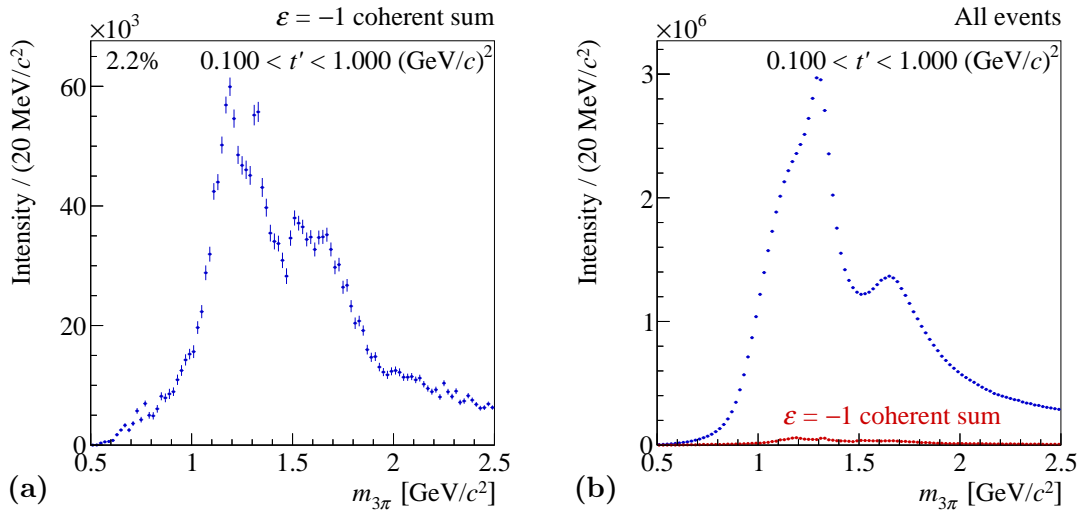 ε = −1 coherent sum
×10³
2.2%
0.100 < t′ < 1.000 (GeV/c)²
Intensity / (20 MeV/c²)
60
40
20
0
0.5 1 1.5 2 2.5
m₃π [GeV/c²]
(a)
All events
×10⁶
0.100 < t′ < 1.000 (GeV/c)²
Intensity / (20 MeV/c²)
3
2
1
0
ε = −1 coherent sum
0.5 1 1.5 2 2.5
m₃π [GeV/c²]
(b)